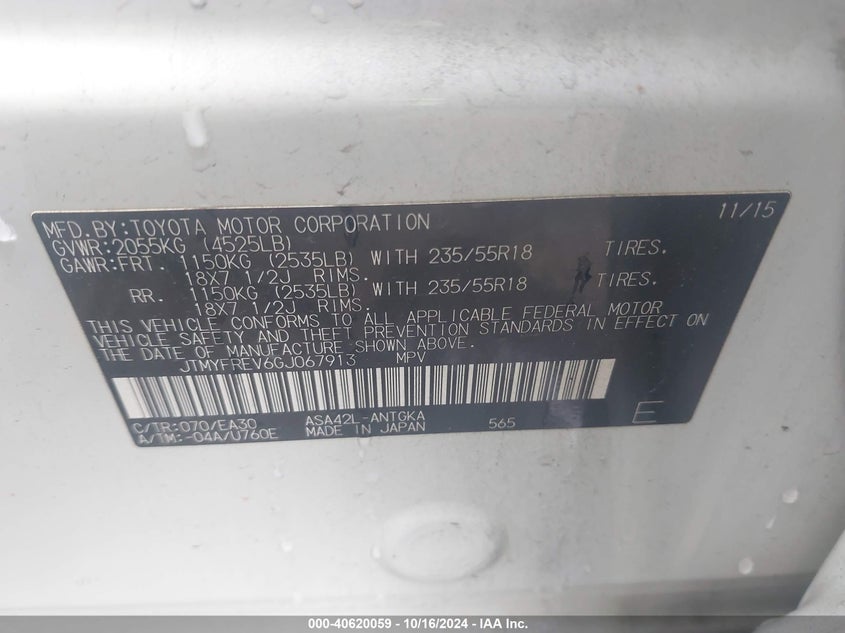 MFD.BY:TOYOTA MOTOR CORPORATION 11/15
GVWR:2055KG (4525LB)
GAWR:FRT. 1150KG (2535LB) WITH 235/55R18 TIRES.
18X7 1/2J RIMS.
RR. 1150KG (2535LB) WITH 235/55R18 TIRES.
18X7 1/2J RIMS.
THIS VEHICLE CONFORMS TO ALL APPLICABLE FEDERAL MOTOR
VEHICLE SAFETY AND THEFT PREVENTION STANDARDS IN EFFECT ON
THE DATE OF MANUFACTURE SHOWN ABOVE.
JTMYFREV6GJ067913 MPV
C/TR:070/EA30 ASA42L-ANTGKA 565 E
A/TM:-04A/U760E MADE IN JAPAN
000-40620059 - 10/16/2024 - IAA Inc.